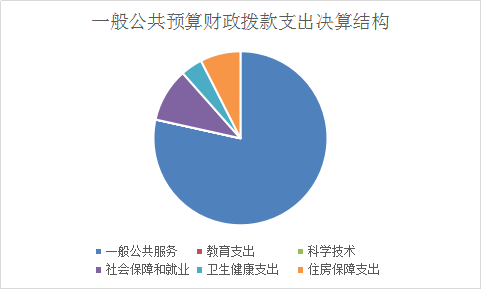 一般公共预算财政拨款支出决算结构
一般公共服务 教育支出 科学技术
社会保障和就业 卫生健康支出 住房保障支出